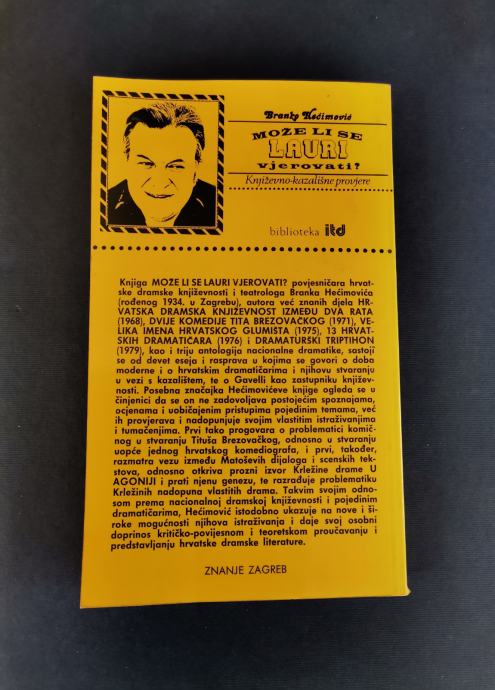 Branko Hećimović
MOŽE LI SE
LAURI
vjerovati?
Književno-kazališne provjere
biblioteka itd
Knjiga MOŽE LI SE LAURI VJEROVATI? povjesničara hrvat-
ske dramske književnosti i teatrologa Branka Hećimovića
(rođenog 1934. u Zagrebu), autora već znanih djela HR-
VATSKA DRAMSKA KNJIŽEVNOST IZMEĐU DVA RATA
(1968), DVIJE KOMEDIJE TITA BREZOVAČKOG (1971), VE-
LIKA IMENA HRVATSKOG GLUMIŠTA (1975), 13 HRVAT-
SKIH DRAMATIČARA (1976) i DRAMATURŠKI TRIPTIHON
(1979), kao i triju antologija nacionalne dramatike, sastoji
se od devet eseja i rasprava u kojima se govori o doba
moderne i o hrvatskim dramatičarima i njihovu stvaranju
u vezi s kazalištem, te o Gavelli kao zastupniku književ-
nosti. Posebna značajka Hećimovićeve knjige ogleda se u
činjenici da se on ne zadovoljava postojećim spoznajama,
ocjenama i uobičajenim pristupima pojedinim temama, već
ih provjerava i nadopunjuje svojim vlastitim istraživanjima
i tumačenjima. Prvi tako progovara o problematici komič-
nog u stvaranju Tituša Brezovačkog, odnosno u stvaranju
uopće jednog hrvatskog komediografa, i prvi, također,
razmatra vezu između Matoševih dijaloga i scenskih tek-
stova, odnosno otkriva prozni izvor Krležine drame U
AGONIJI i prati njenu genezu, te razrađuje problematiku
Krležinih nadopuna vlastitih drama. Takvim svojim odno-
som prema nacionalnoj dramskoj književnosti i pojedinim
dramatičarima, Hećimović istodobno ukazuje na nove i ši-
roke mogućnosti njihova istraživanja i daje svoj osobni
doprinos kritičko-povijesnom i teoretskom proučavanju i
predstavljanju hrvatske dramske literature.
ZNANJE ZAGREB